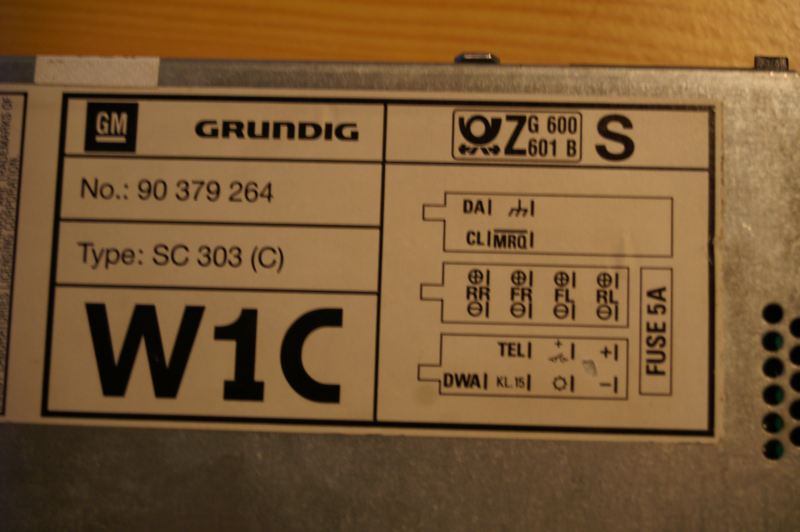 GM GRUNDIG
No.: 90 379 264
Type: SC 303 (C)
W1C
Z G 600 601 B S
DA
CL MRQ
RR FR FL RL
TEL +
DWA KL.15 -
FUSE 5A